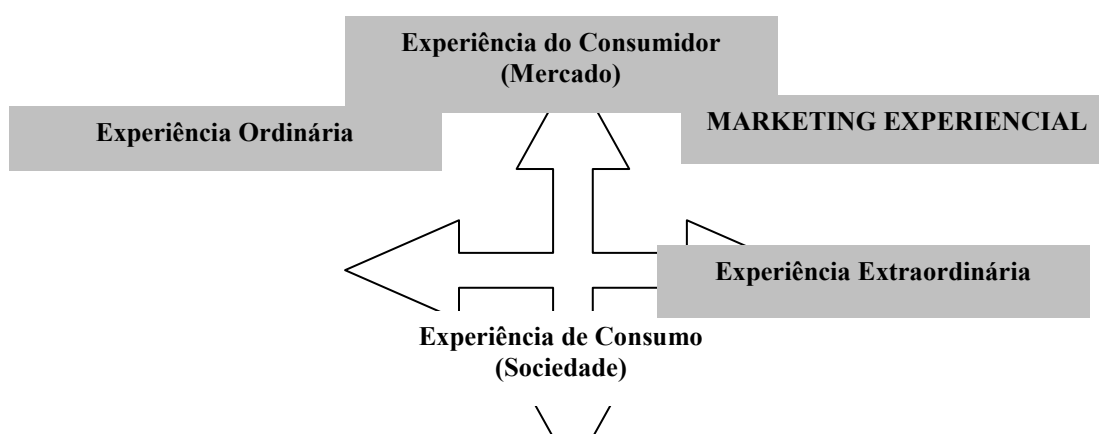 Experiência do Consumidor
(Mercado)
MARKETING EXPERIENCIAL
Experiência Ordinária
Experiência Extraordinária
Experiência de Consumo
(Sociedade)